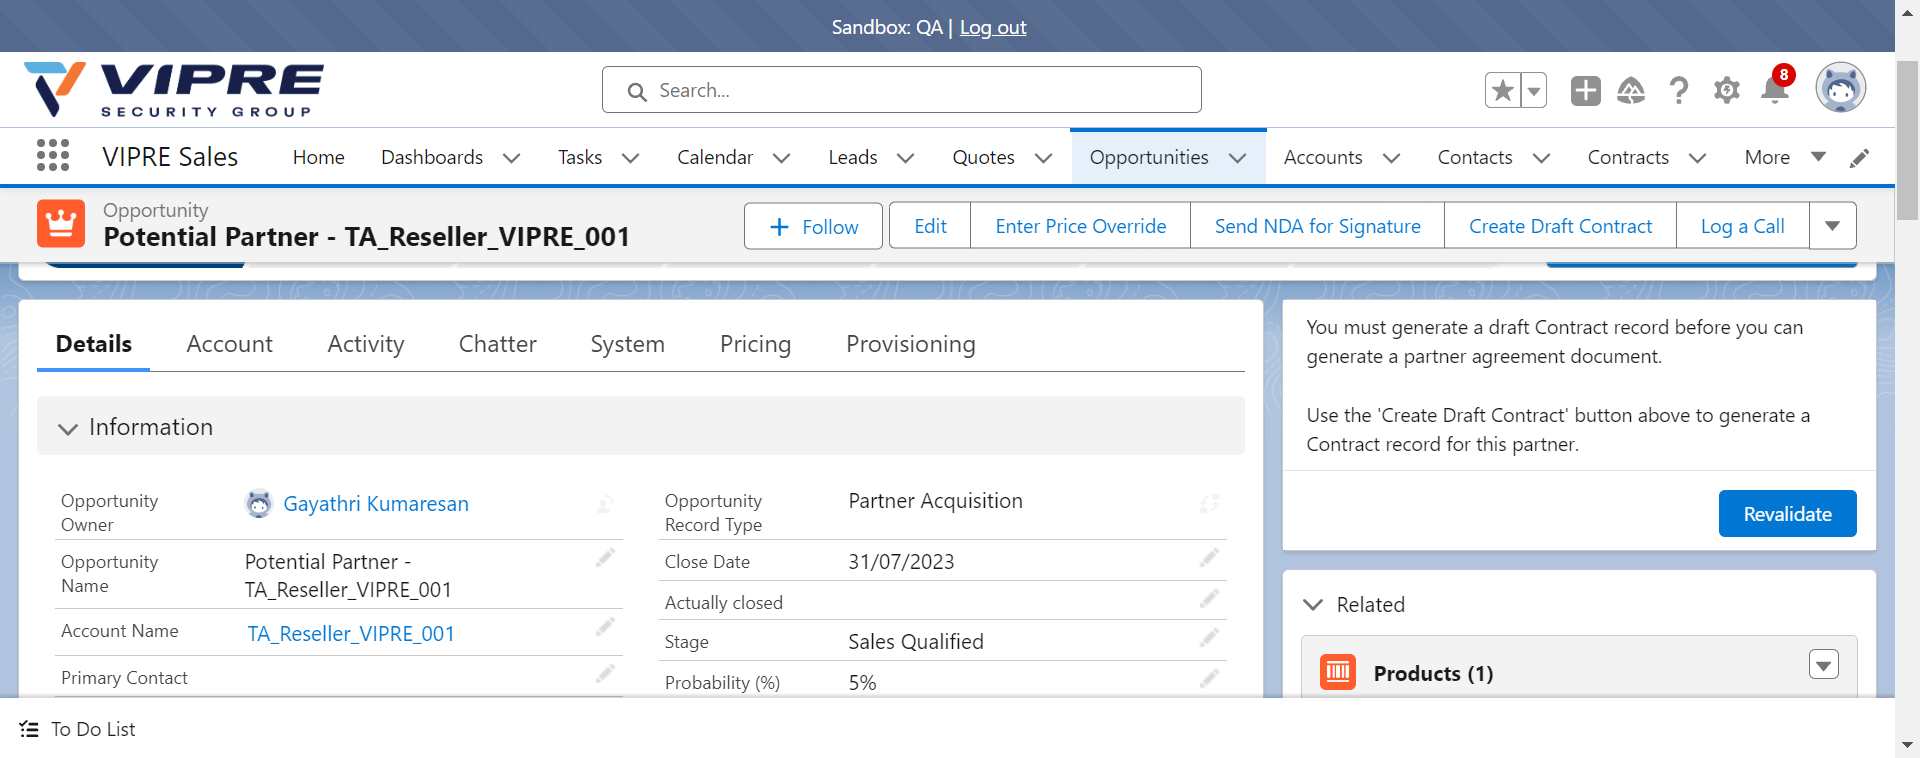 Sandbox: QA | Log out
VIPRE
SECURITY GROUP
Search...
8
VIPRE Sales
Home
Dashboards
Tasks
Calendar
Leads
Quotes
Opportunities
Accounts
Contacts
Contracts
More
Opportunity
Potential Partner - TA_Reseller_VIPRE_001
+ Follow
Edit
Enter Price Override
Send NDA for Signature
Create Draft Contract
Log a Call
Details
Account
Activity
Chatter
System
Pricing
Provisioning
Information
Opportunity
Owner
Gayathri Kumaresan
Opportunity
Name
Potential Partner -
TA_Reseller_VIPRE_001
Account Name
TA_Reseller_VIPRE_001
Primary Contact
Opportunity
Record Type
Partner Acquisition
Close Date
31/07/2023
Actually closed
Stage
Sales Qualified
Probability (%)
5%
You must generate a draft Contract record before you can
generate a partner agreement document.
Use the 'Create Draft Contract' button above to generate a
Contract record for this partner.
Revalidate
Related
Products (1)
To Do List